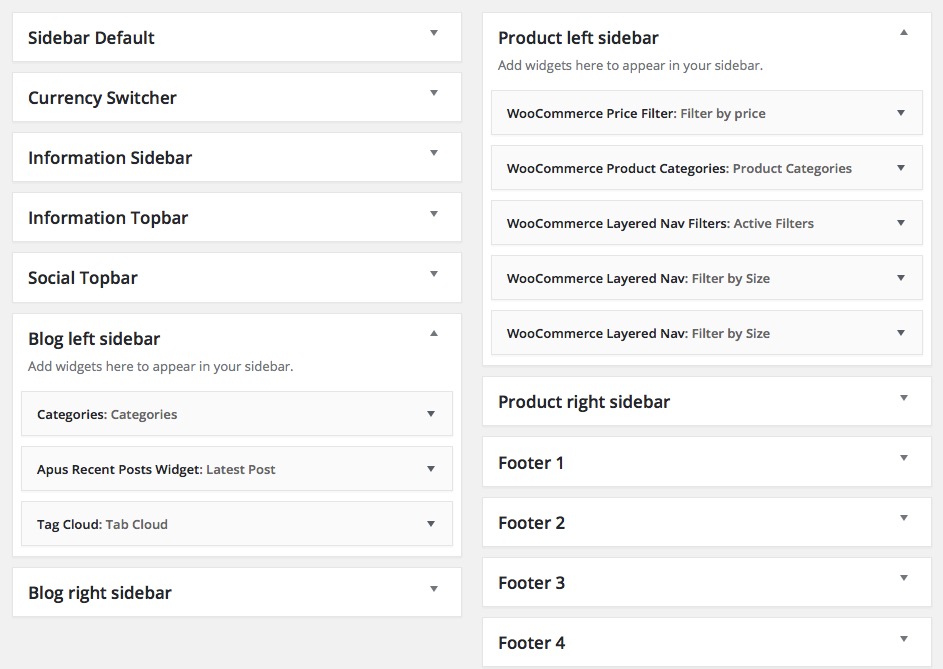 Sidebar Default
Currency Switcher
Information Sidebar
Information Topbar
Social Topbar
Blog left sidebar
Add widgets here to appear in your sidebar.
Categories: Categories
Apus Recent Posts Widget: Latest Post
Tag Cloud: Tab Cloud
Blog right sidebar
Product left sidebar
Add widgets here to appear in your sidebar.
WooCommerce Price Filter: Filter by price
WooCommerce Product Categories: Product Categories
WooCommerce Layered Nav Filters: Active Filters
WooCommerce Layered Nav: Filter by Size
WooCommerce Layered Nav: Filter by Size
Product right sidebar
Footer 1
Footer 2
Footer 3
Footer 4